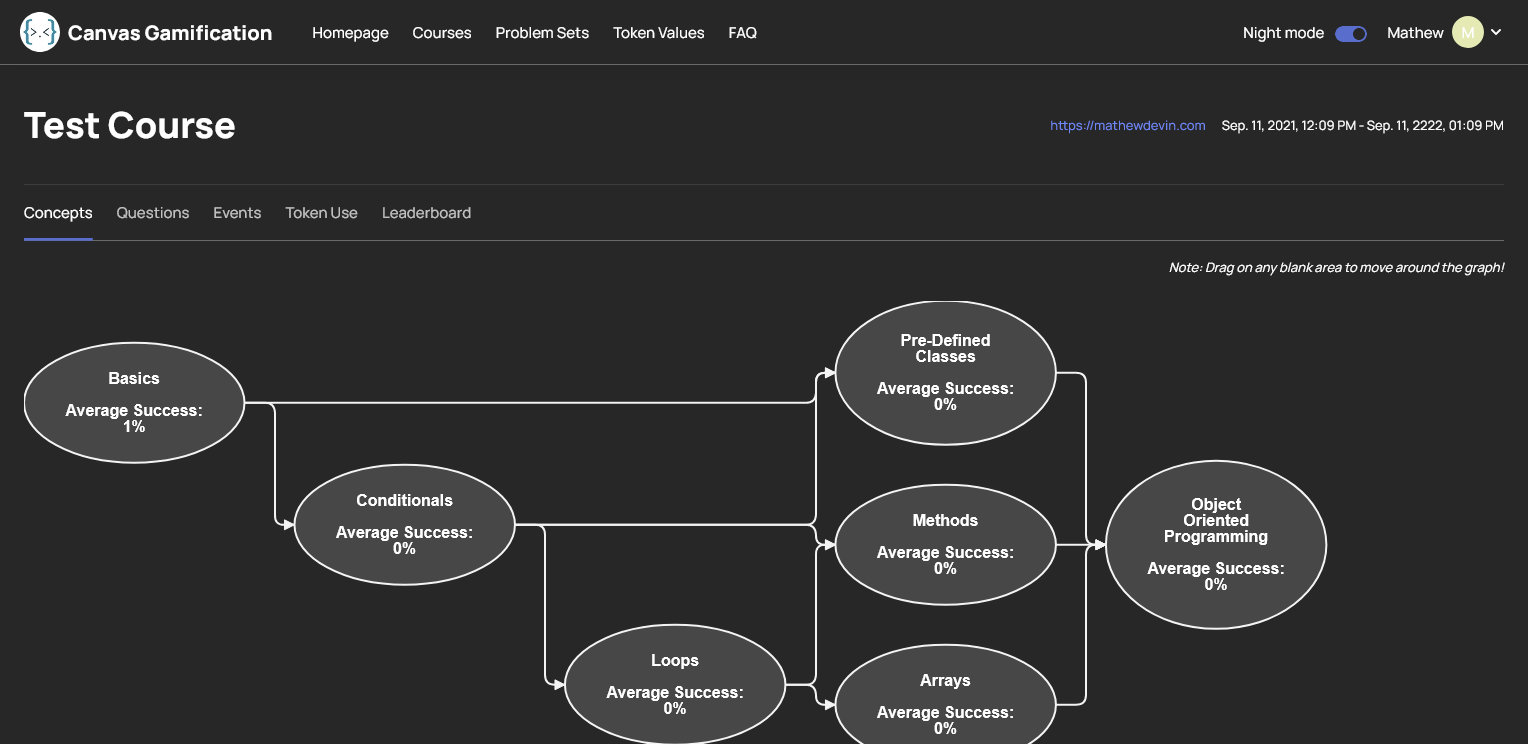 {>.<} Canvas Gamification Homepage Courses Problem Sets Token Values FAQ Night mode Mathew M
Test Course
https://mathewdevin.com Sep. 11, 2021, 12:09 PM - Sep. 11, 2222, 01:09 PM
Concepts Questions Events Token Use Leaderboard
Note: Drag on any blank area to move around the graph!
Basics
Average Success:
1%
Conditionals
Average Success:
0%
Loops
Average Success:
0%
Pre-Defined
Classes
Average Success:
0%
Methods
Average Success:
0%
Arrays
Average Success:
0%
Object
Oriented
Programming
Average Success:
0%